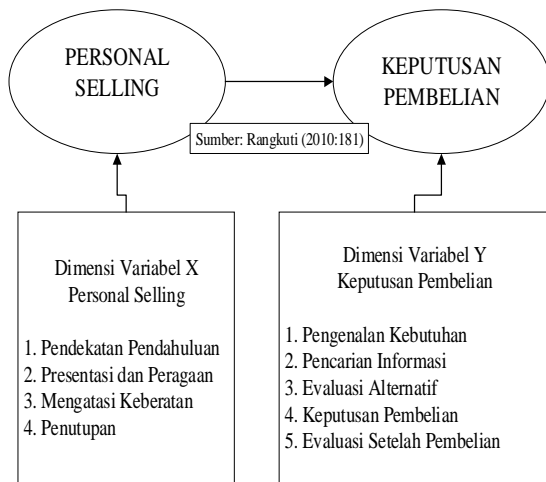 PERSONAL
SELLING
KEPUTUSAN
PEMBELIAN
Sumber: Rangkuti (2010:181)
Dimensi Variabel X
Personal Selling
1. Pendekatan Pendahuluan
2. Presentasi dan Peragaan
3. Mengatasi Keberatan
4. Penutupan
Dimensi Variabel Y
Keputusan Pembelian
1. Pengenalan Kebutuhan
2. Pencarian Informasi
3. Evaluasi Alternatif
4. Keputusan Pembelian
5. Evaluasi Setelah Pembelian